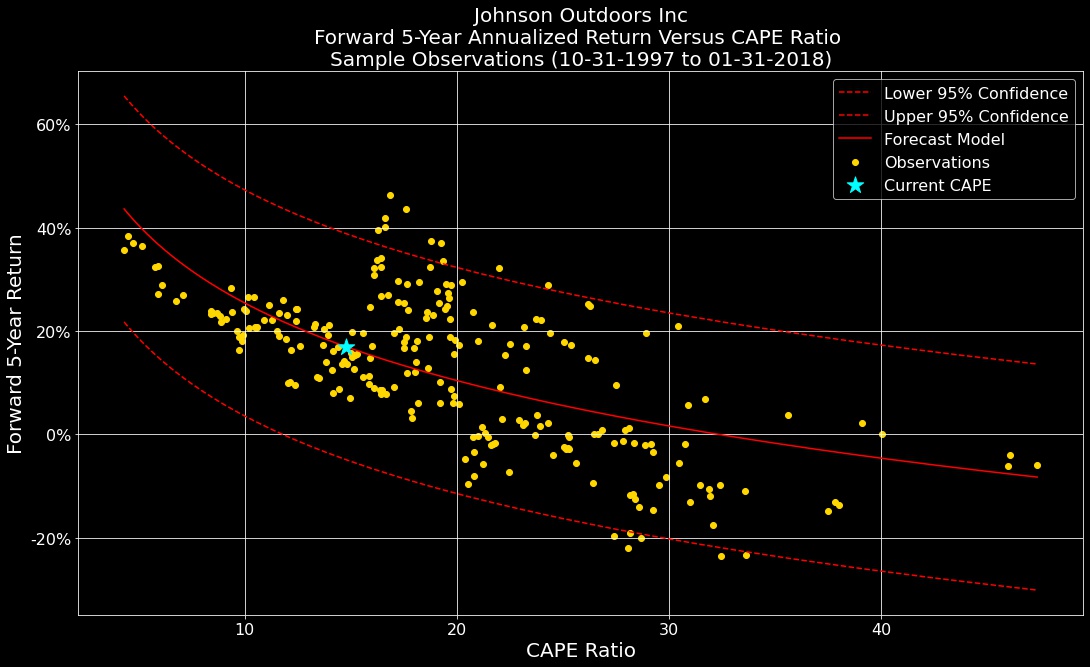 Johnson Outdoors Inc
Forward 5-Year Annualized Return Versus CAPE Ratio
Sample Observations (10-31-1997 to 01-31-2018)
Lower 95% Confidence
Upper 95% Confidence
Forecast Model
Observations
Current CAPE
Forward 5-Year Return
60%
40%
20%
0%
-20%
10 20 30 40
CAPE Ratio